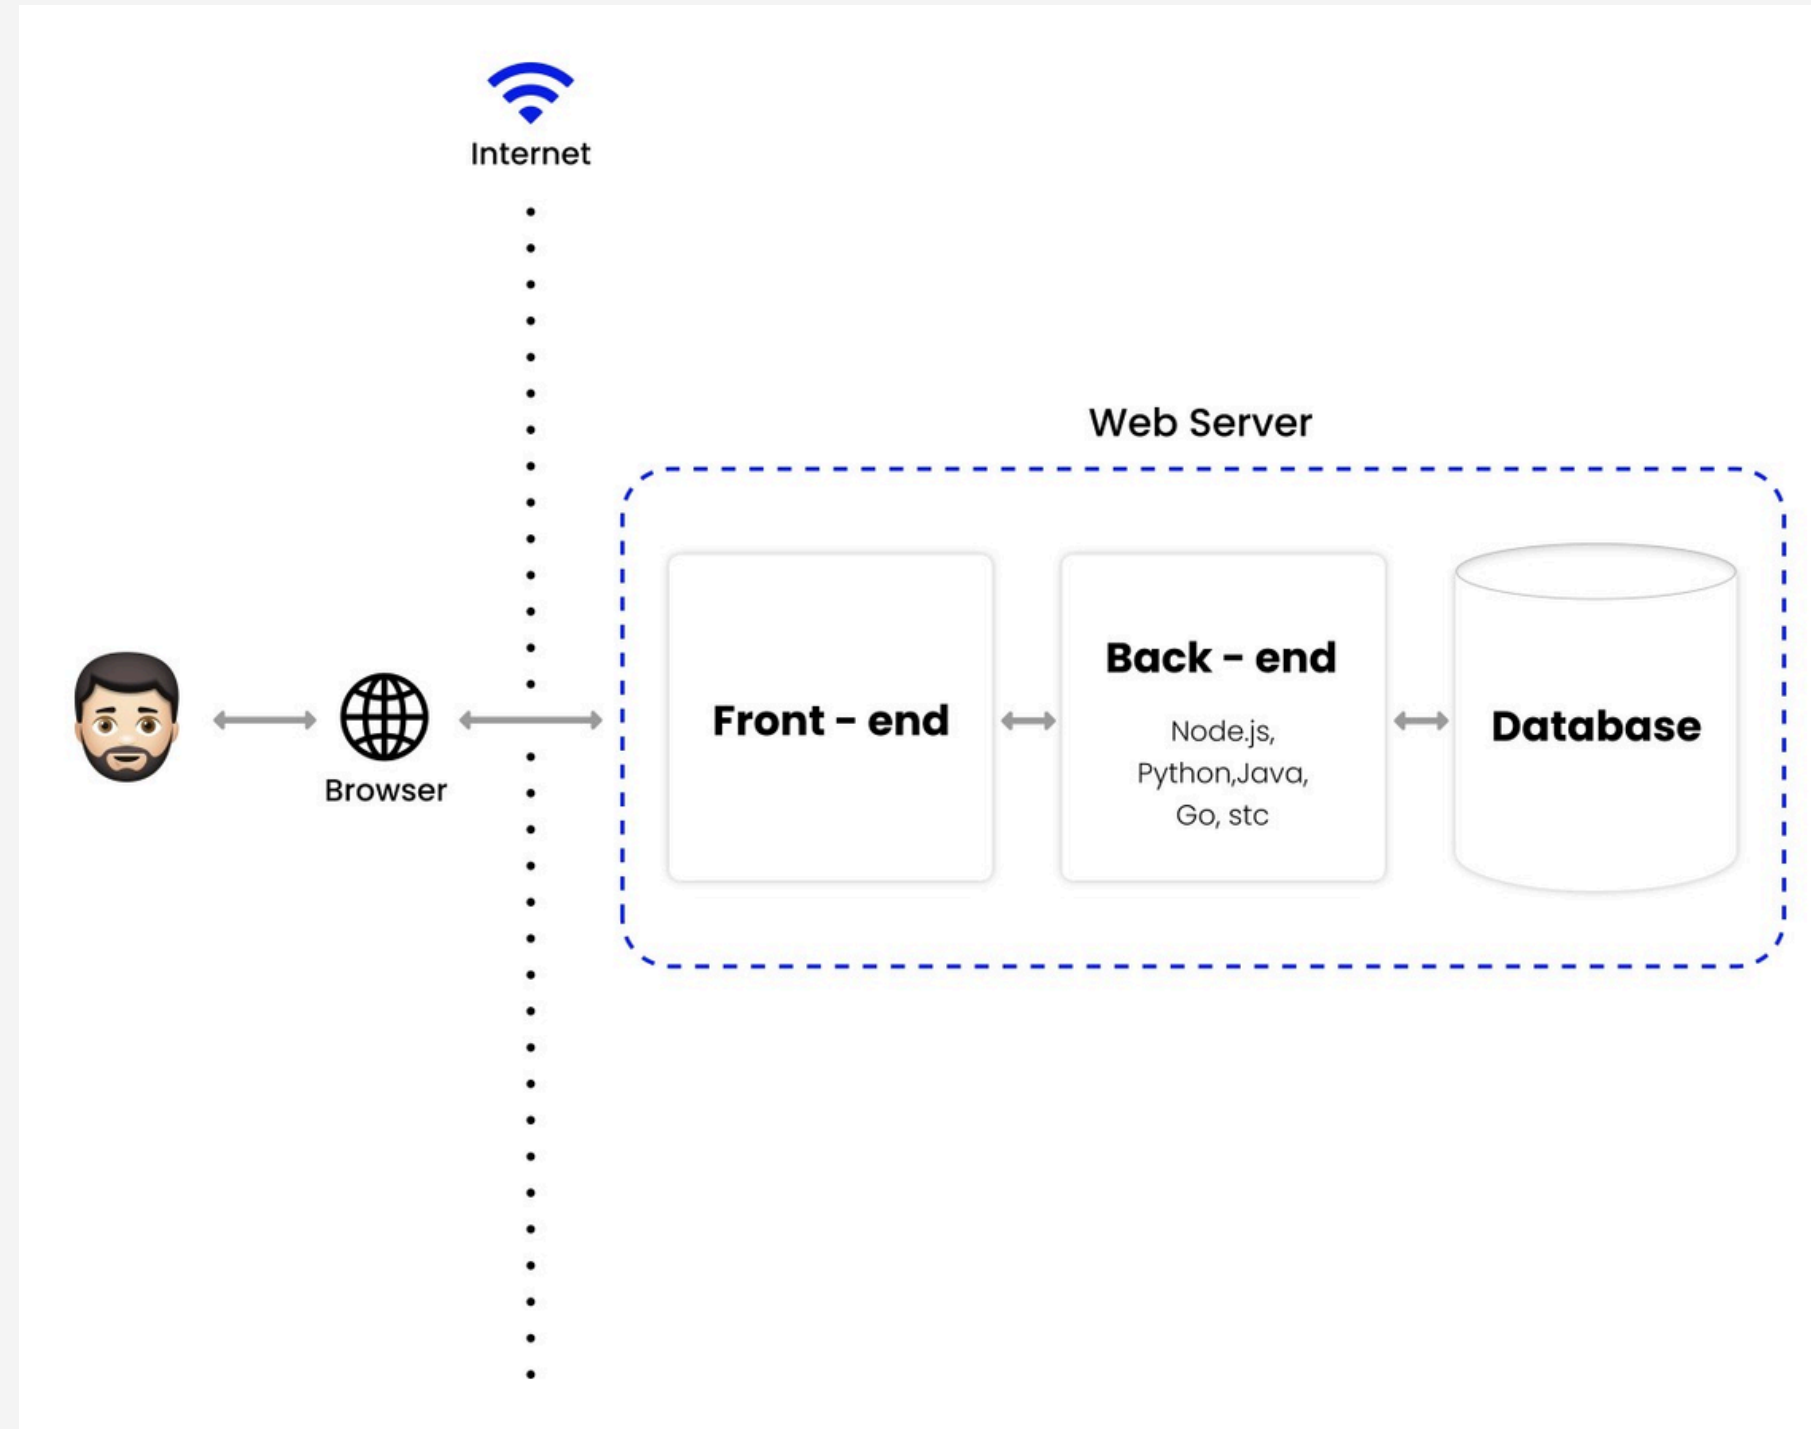 Internet
Web Server
Browser
Front - end
Back - end
Node.js,
Python,Java,
Go, stc
Database